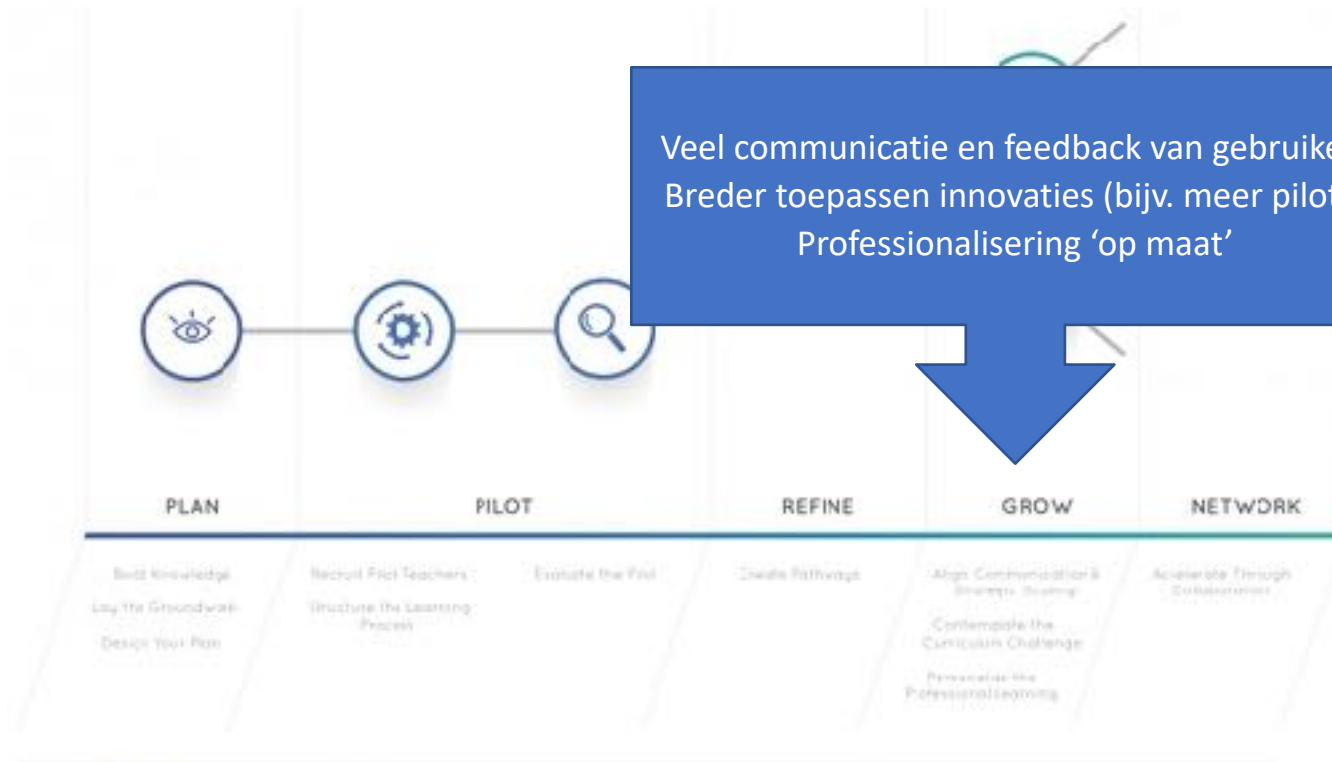 Veel communicatie en feedback van gebruike
Breder toepassen innovaties (bijv. meer pilot
Professionalisering ‘op maat’
PLAN
PILOT
REFINE
GROW
NETWORK
Build Knowledge
Lay the Groundwork
Design Your Plan
Recruit Pilot Teachers
Structure the Learning
Process
Evaluate the Pilot
Create Pathways
Align Communication &
Strategic Scaling
Contemplate the
Curriculum Challenge
Personalize the
Professional Learning
Accelerate Through
Collaboration